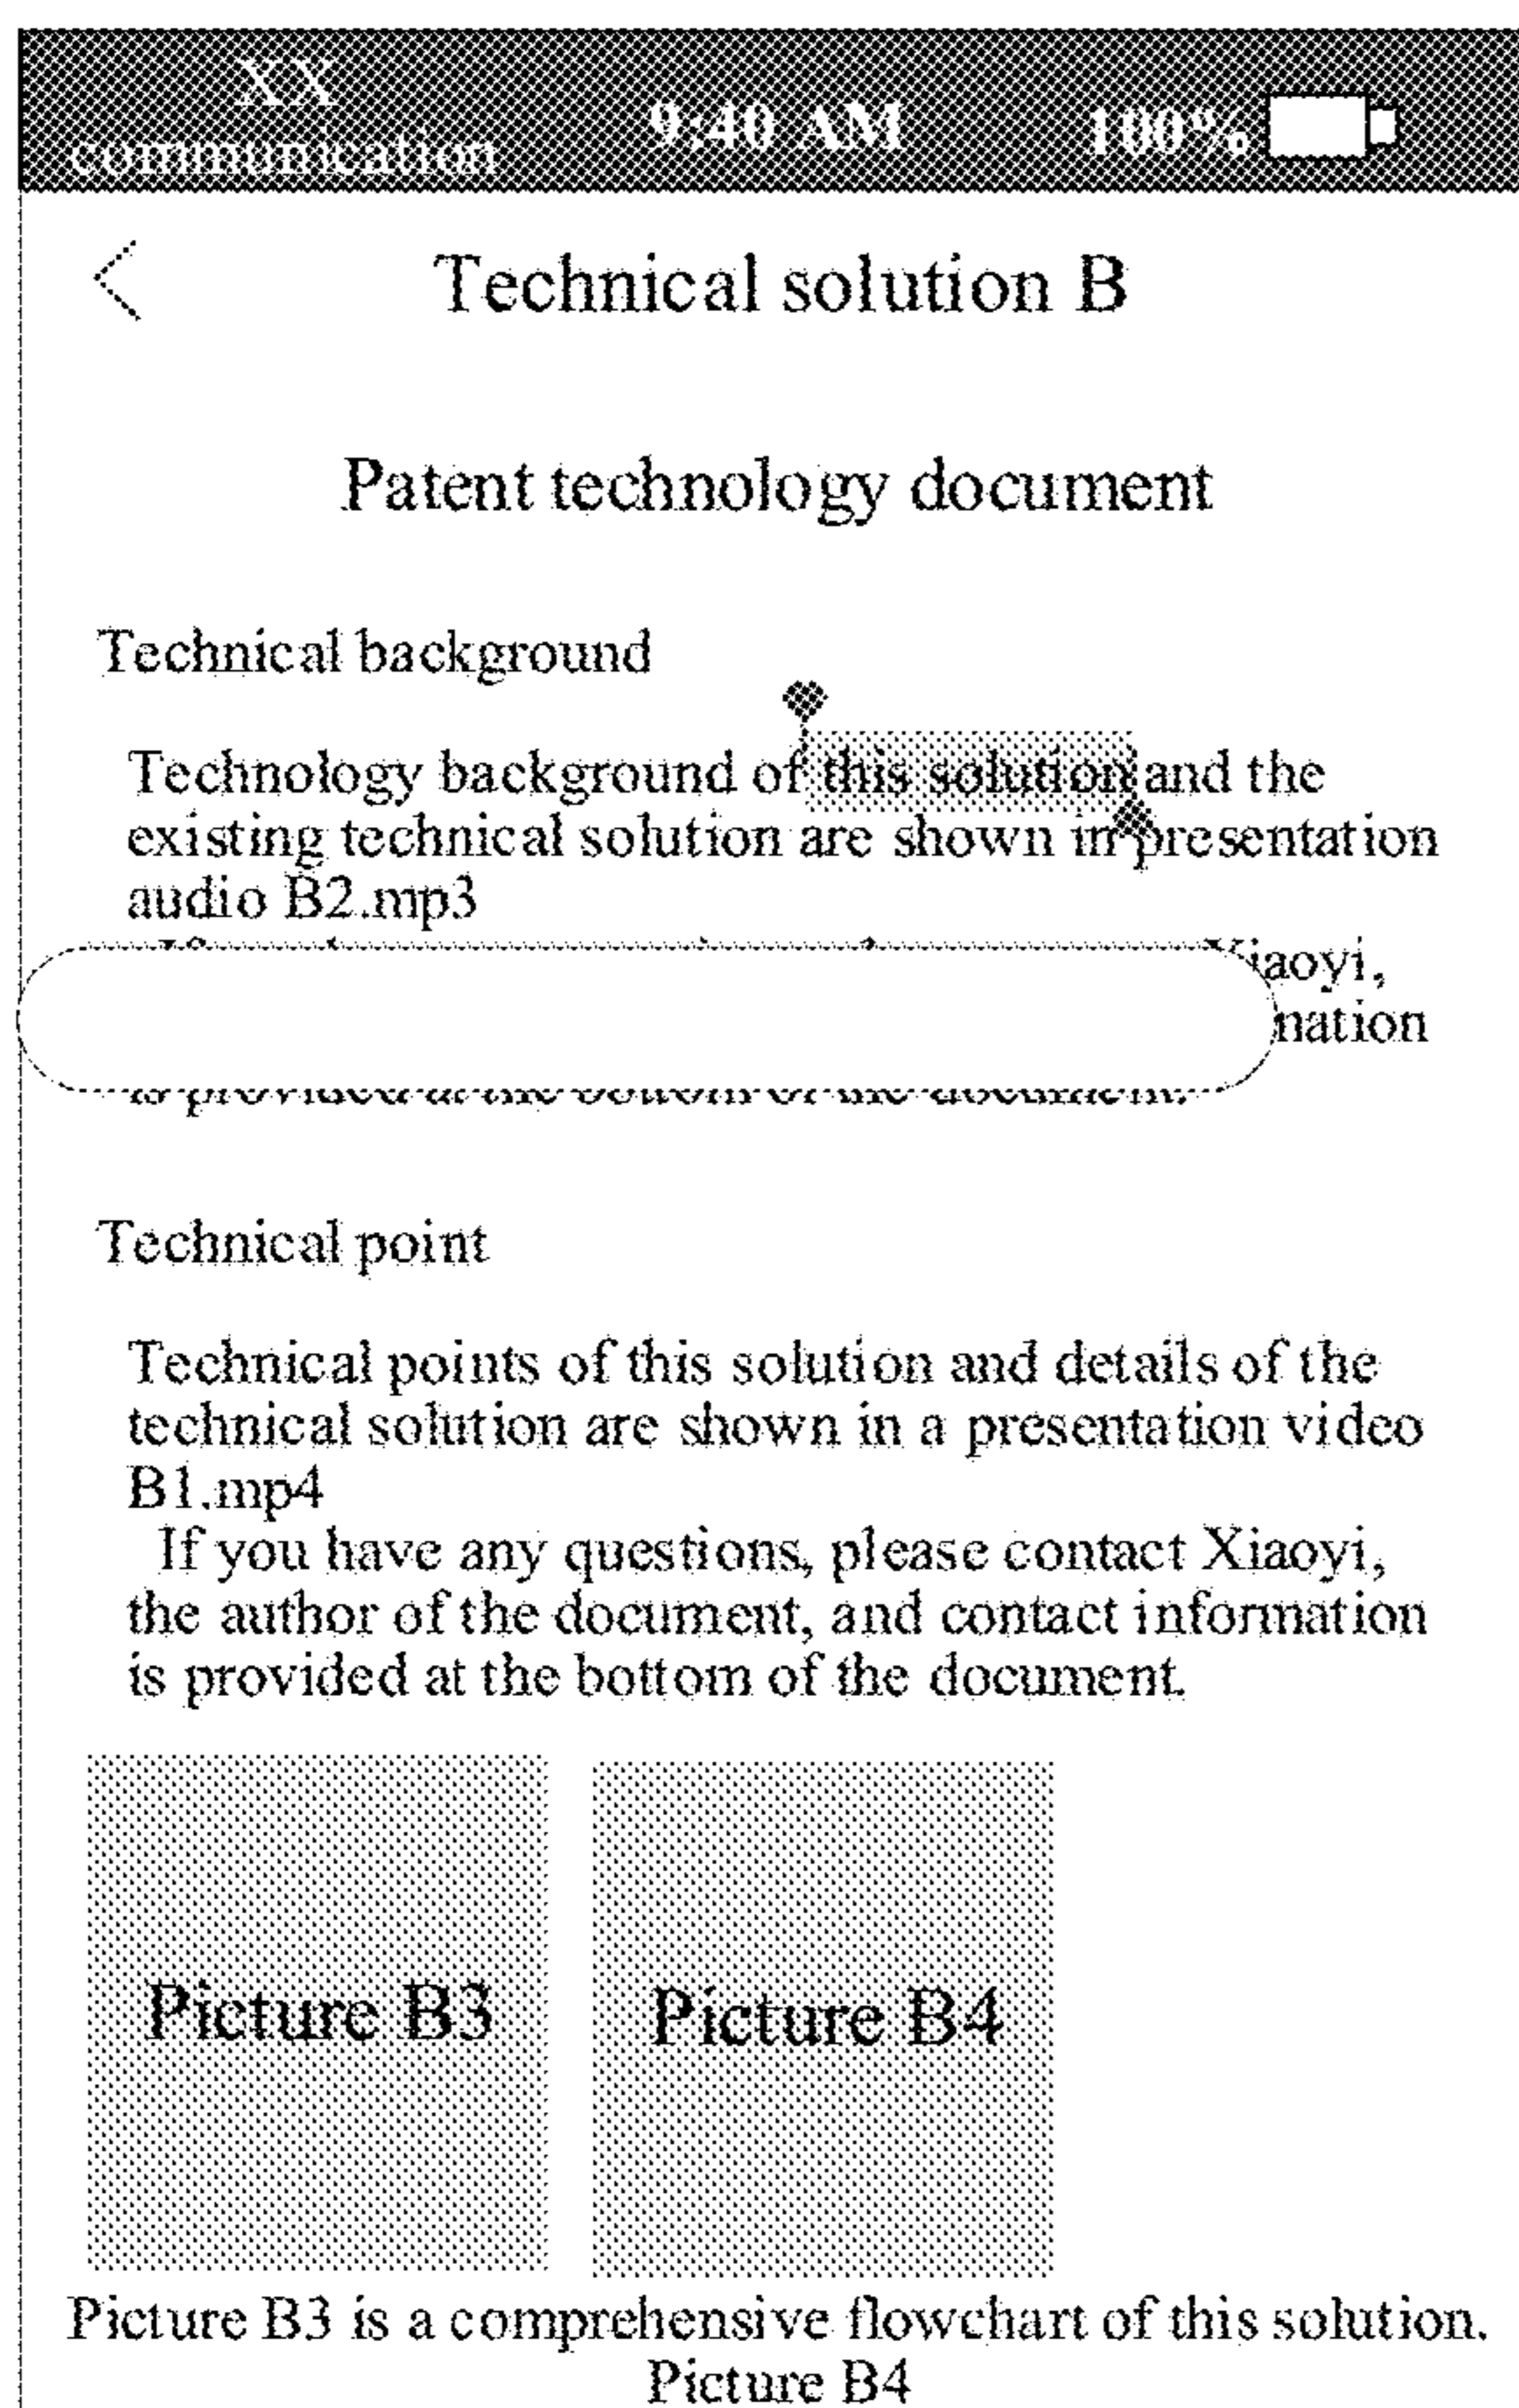 XX
communication
9:40 AM
100%
Technical solution B
Patent technology document
Technical background
Technology background of this solution and the
existing technical solution are shown in presentation
audio B2.mp3
Xiaoyi,
Technical point
Technical points of this solution and details of the
technical solution are shown in a presentation video
B1.mp4
If you have any questions, please contact Xiaoyi,
the author of the document, and contact information
is provided at the bottom of the document.
Picture B3
Picture B4
Picture B3 is a comprehensive flowchart of this solution.
Picture B4